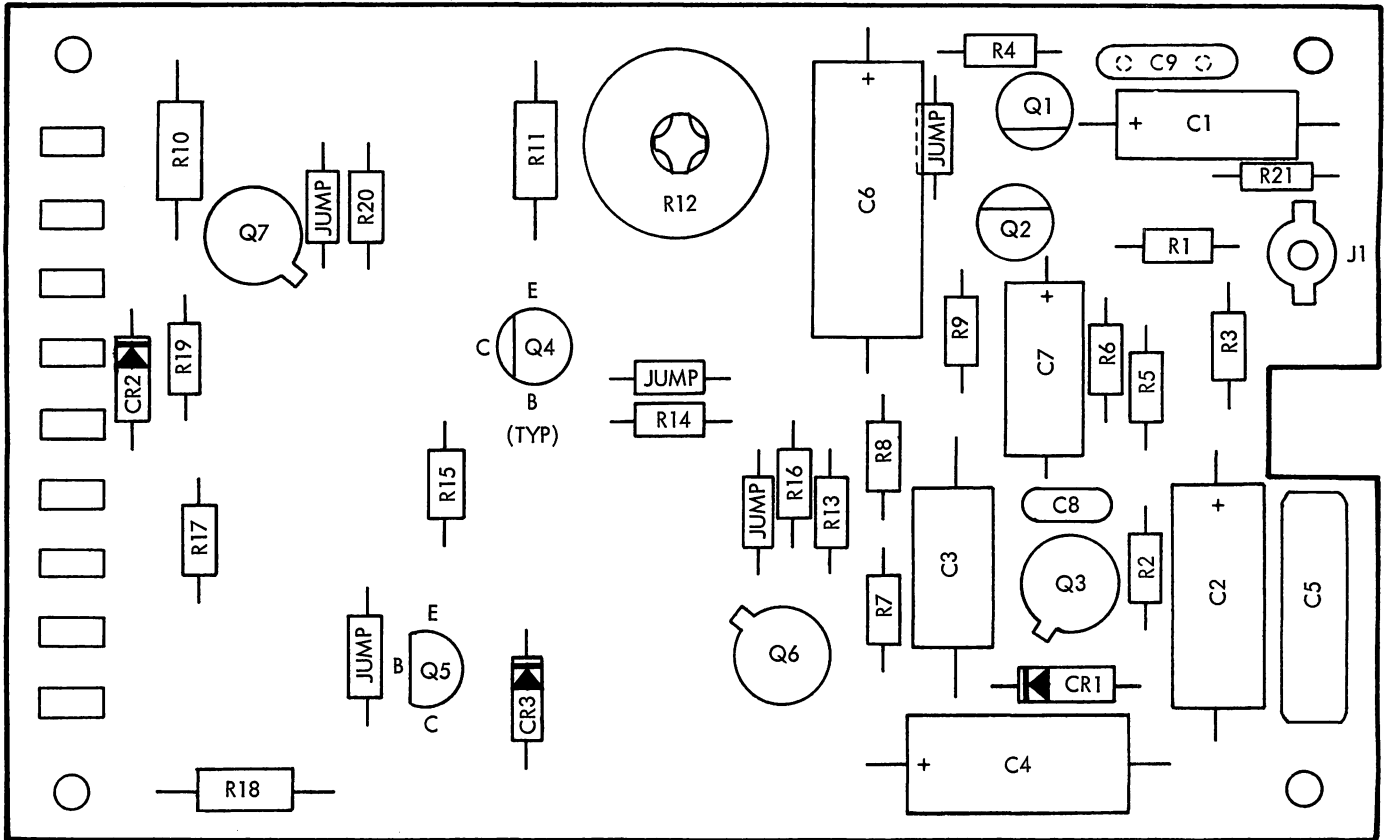 R4
C9
Q1
+ C1
R10
R11
+
C6
JUMP
R21
JUMP
R20
R12
Q7
Q2
R1
J1
E
C Q4
B
(TYP)
CR2
R19
R9
+
C7
R6
R5
R3
JUMP
R14
R8
R15
R16
JUMP
R13
C8
+
C2
C5
R17
C3
R2
Q3
R7
E
JUMP
B Q5
C
Q6
CR3
CR1
+ C4
R18